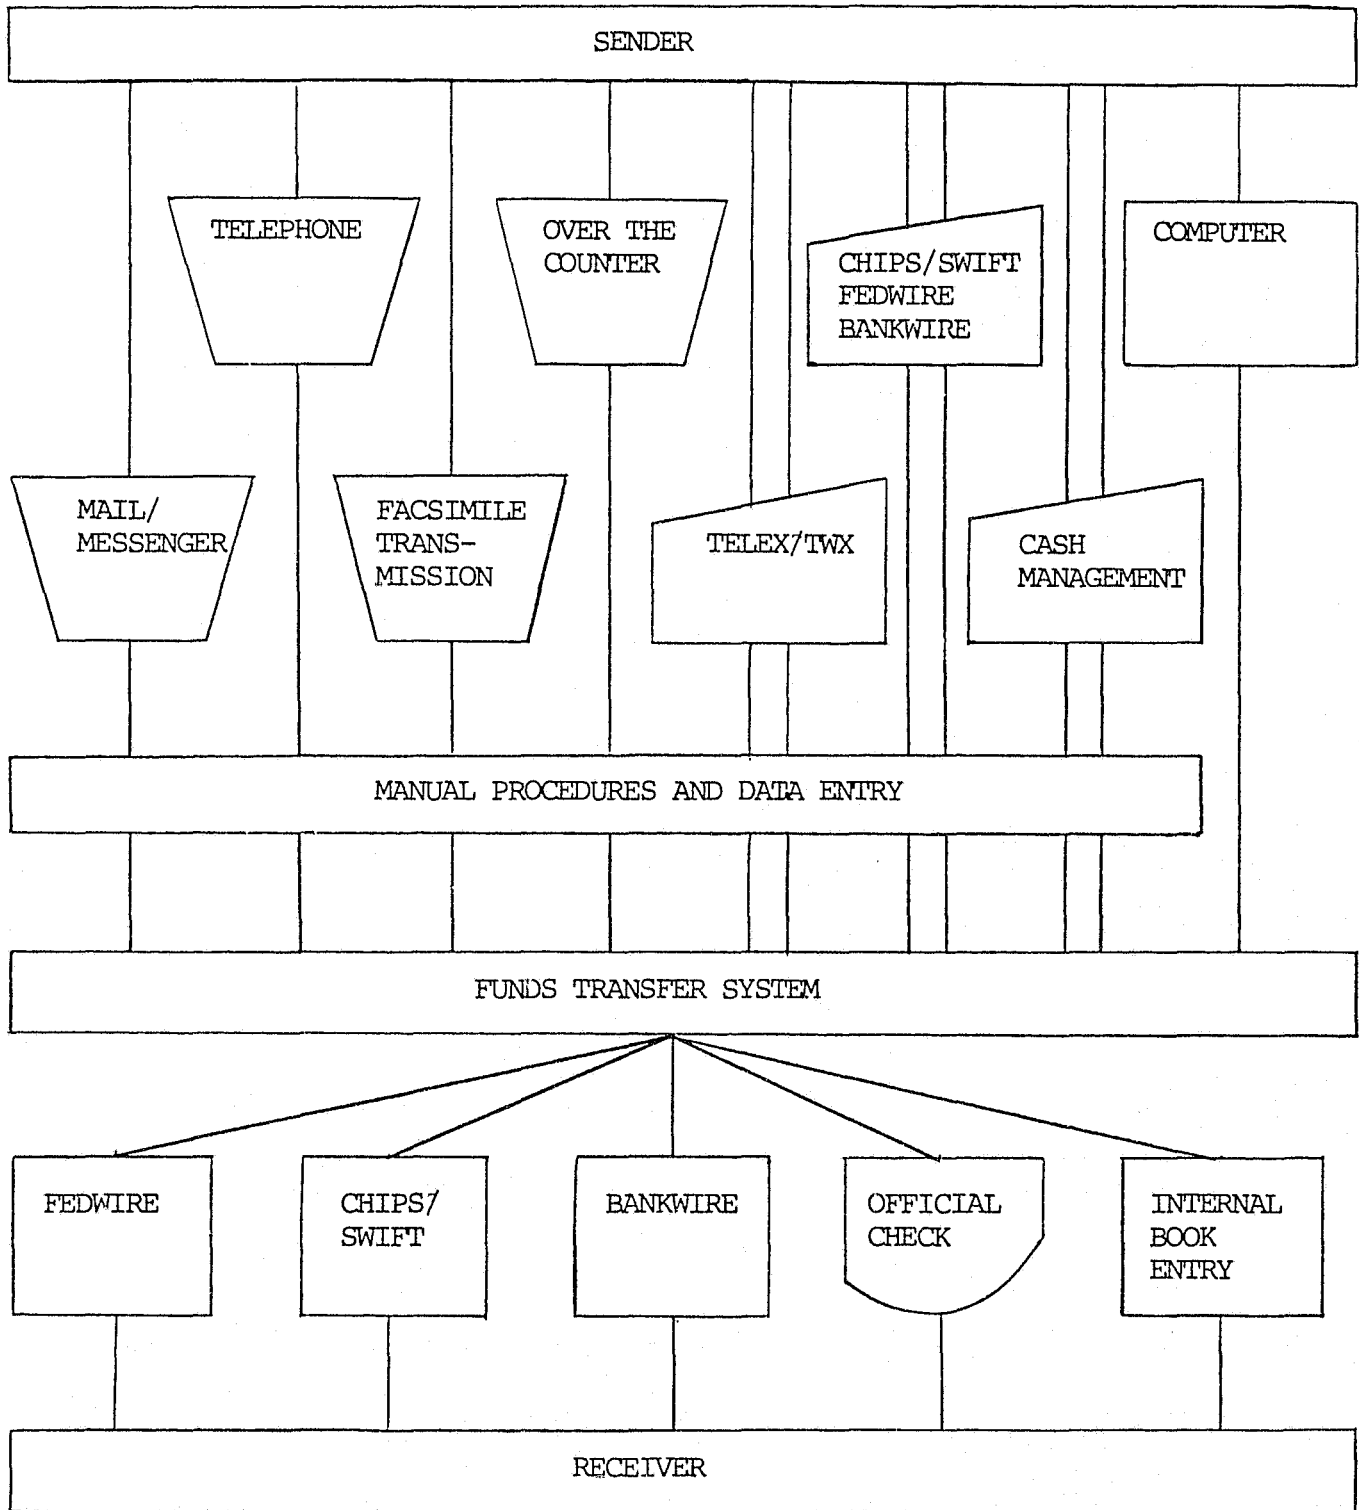 SENDER
TELEPHONE
OVER THE
COUNTER
CHIPS/SWIFT
FEDWIRE
BANKWIRE
COMPUTER
MAIL/
MESSENGER
FACSIMILE
TRANS-
MISSION
TELEX/TWX
CASH
MANAGEMENT
MANUAL PROCEDURES AND DATA ENTRY
FUNDS TRANSFER SYSTEM
FEDWIRE
CHIPS/
SWIFT
BANKWIRE
OFFICIAL
CHECK
INTERNAL
BOOK
ENTRY
RECEIVER